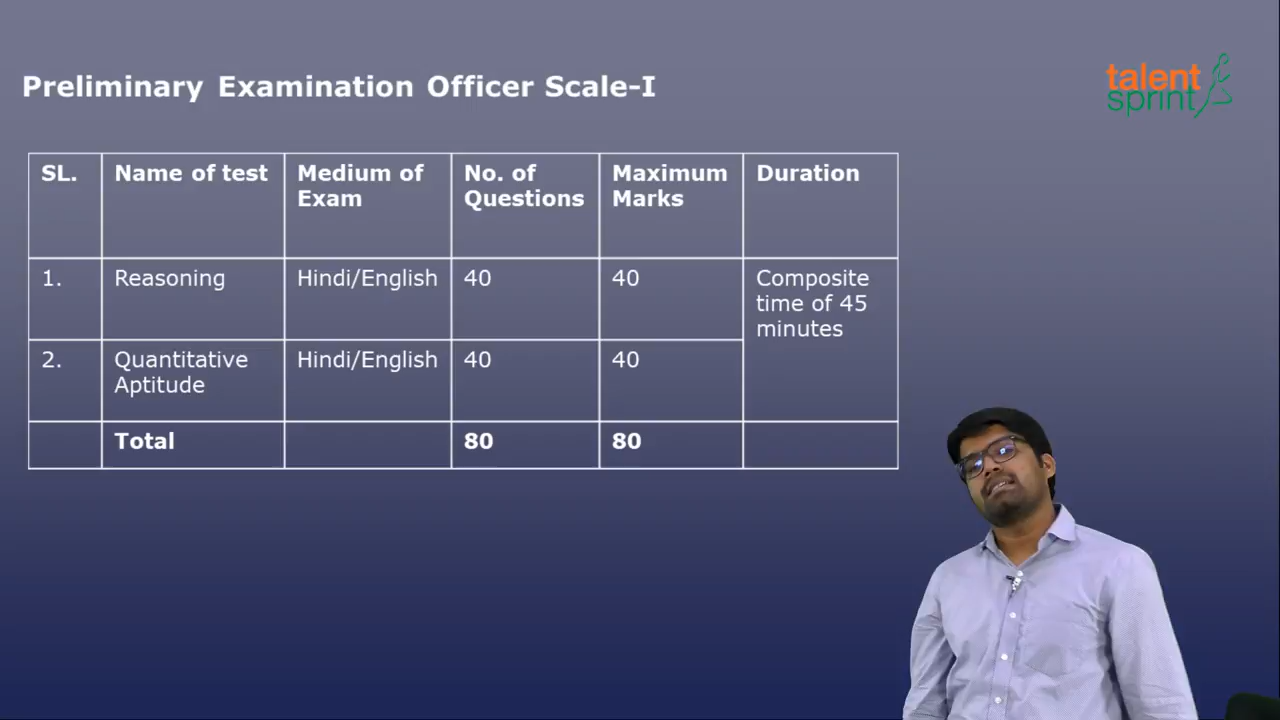 Preliminary Examination Officer Scale-I
talent
sprint
SL. Name of test Medium of Exam No. of Questions Maximum Marks Duration
1. Reasoning Hindi/English 40 40 Composite time of 45 minutes
2. Quantitative Aptitude Hindi/English 40 40
Total 80 80